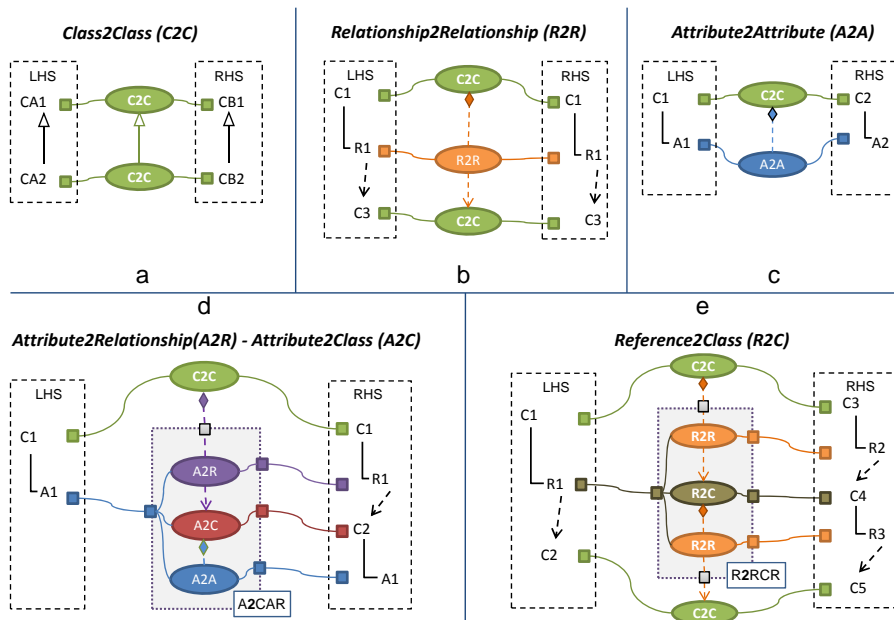 Class2Class (C2C)
LHS
RHS
CA1
C2C
CB1
CA2
C2C
CB2
a
Relationship2Relationship (R2R)
LHS
RHS
C2C
C1
C1
R1
R2R
R1
C3
C2C
C3
b
Attribute2Attribute (A2A)
LHS
RHS
C1
C2C
C2
A1
A2A
A2
c
d
Attribute2Relationship(A2R) - Attribute2Class (A2C)
C2C
LHS
RHS
C1
C1
A2R
R1
A1
A2C
C2
A2A
A1
A2CAR
e
Reference2Class (R2C)
C2C
LHS
RHS
C1
C3
R2R
R2
R1
R2C
C4
R2R
R3
C2
R2RCR
C5
C2C